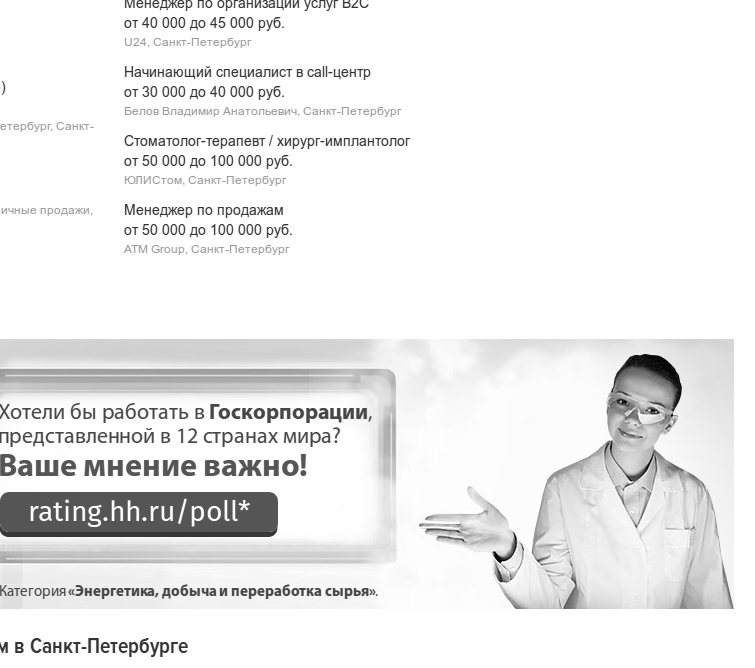 Менеджер по организации услуг B2C
от 40 000 до 45 000 руб.
U24, Санкт-Петербург
Начинающий специалист в call-центр
от 30 000 до 40 000 руб.
Белов Владимир Анатольевич, Санкт-Петербург
Стоматолог-терапевт / хирург-имплантолог
от 50 000 до 100 000 руб.
ЮЛИСтом, Санкт-Петербург
Менеджер по продажам
от 50 000 до 100 000 руб.
ATM Group, Санкт-Петербург
)
етербург, Санкт-
ичные продажи,
Хотели бы работать в Госкорпорации,
представленной в 12 странах мира?
Ваше мнение важно!
rating.hh.ru/poll*
Категория «Энергетика, добыча и переработка сырья».
м в Санкт-Петербурге